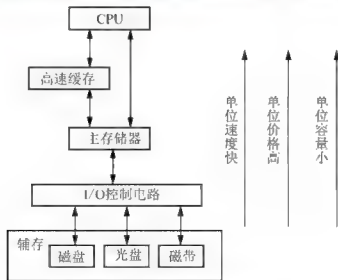 CPU
高速缓存
主存储器
I/O控制电路
辅存
磁盘
光盘
磁带
单位速度快
单位价格高
单位容量小